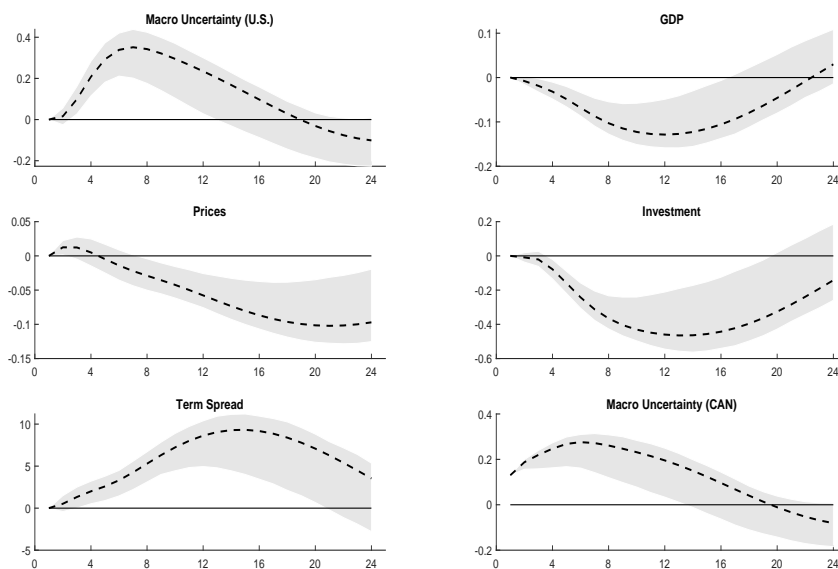 Macro Uncertainty (U.S.)
0.4
0.2
0
-0.2
0 4 8 12 16 20 24
GDP
0.1
0
-0.1
-0.2
0 4 8 12 16 20 24
Prices
0.05
0
-0.05
-0.1
-0.15
0 4 8 12 16 20 24
Investment
0.2
0
-0.2
-0.4
-0.6
0 4 8 12 16 20 24
Term Spread
10
5
0
-5
0 4 8 12 16 20 24
Macro Uncertainty (CAN)
0.4
0.2
0
-0.2
0 4 8 12 16 20 24